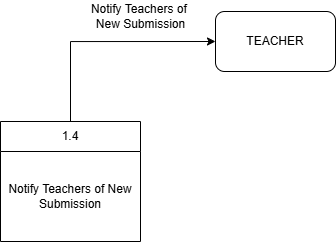 Notify Teachers of
New Submission
TEACHER
1.4
Notify Teachers of New
Submission